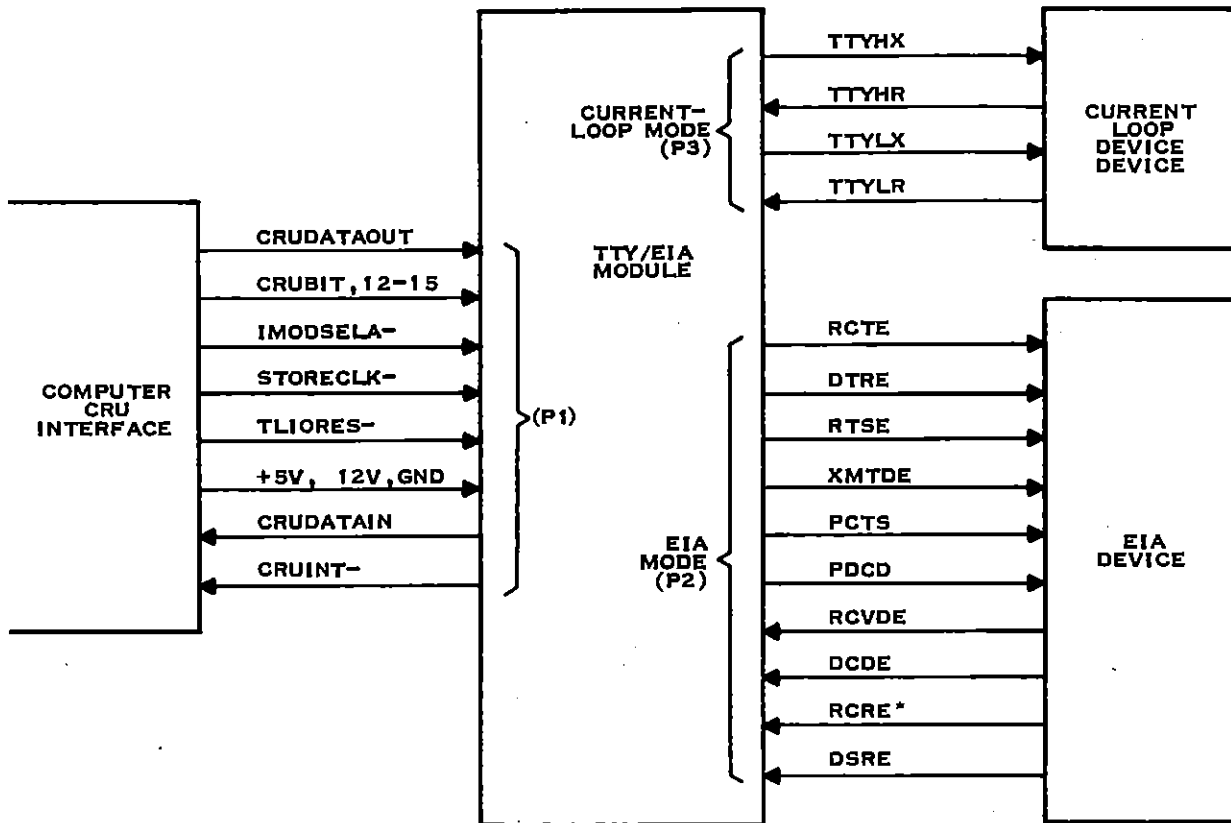 COMPUTER
CRU
INTERFACE
CRUDATAOUT
CRUBIT,12-15
IMODSELA-
STORECLK-
TLIORES-
+5V, 12V,GND
CRUDATAIN
CRUINT-
(P1)
TTY/EIA
MODULE
CURRENT-
LOOP MODE
(P3)
TTYHX
TTYHR
TTYLX
TTYLR
CURRENT
LOOP
DEVICE
DEVICE
EIA
MODE
(P2)
RCTE
DTRE
RTSE
XMTDE
PCTS
PDCD
RCVDE
DCDE
RCRE*
DSRE
EIA
DEVICE